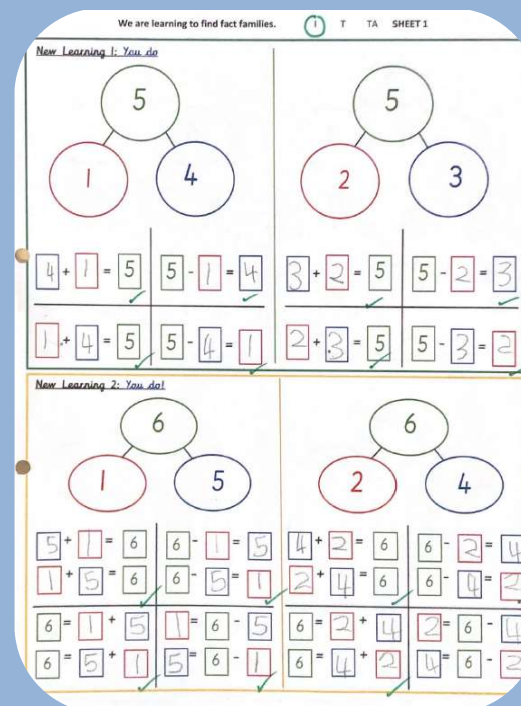 We are learning to find fact families. I T TA SHEET 1
New Learning 1: You do
5 5
1 4 2 3
4 + 1 = 5 5 - 1 = 4 3 + 2 = 5 5 - 2 = 3
1 + 4 = 5 5 - 4 = 1 2 + 3 = 5 5 - 3 = 2
New Learning 2: You do!
6 6
1 5 2 4
5 + 1 = 6 6 - 1 = 5 4 + 2 = 6 6 - 2 = 4
1 + 5 = 6 6 - 5 = 1 2 + 4 = 6 6 - 4 = 2
6 = 1 + 5 1 = 6 - 5 6 = 2 + 4 2 = 6 - 4
6 = 5 + 1 5 = 6 - 1 6 = 4 + 2 4 = 6 - 2